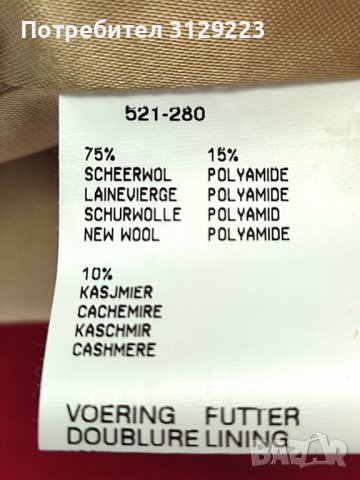 Потребител 3129223
521-280
75% 15%
SCHEERWOL POLYAMIDE
LAINEVIERGE POLYAMIDE
SCHURWOLLE POLYAMID
NEW WOOL POLYAMIDE
10%
KASJMIER
CACHEMIRE
KASCHMIR
CASHMERE
VOERING FUTTER
DOUBLURE LINING
BAZAR